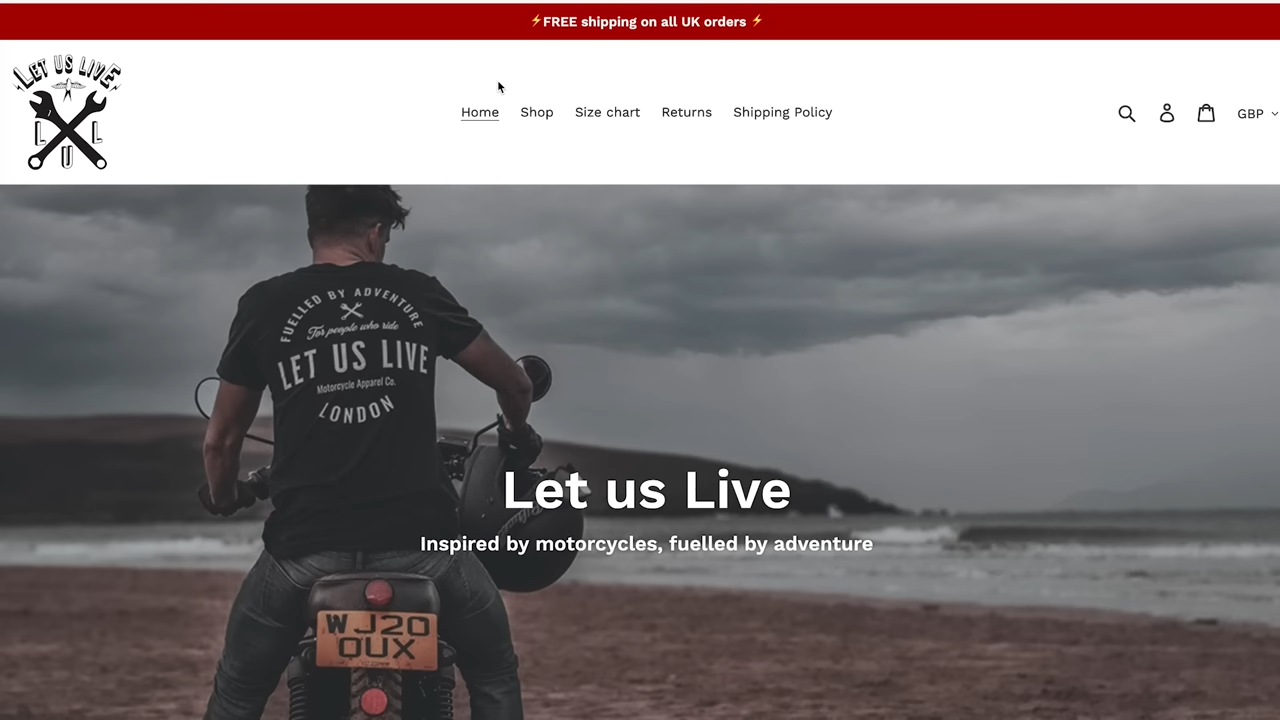 ⚡FREE shipping on all UK orders ⚡
LET US LIVE
L L
U
Home Shop Size chart Returns Shipping Policy
GBP
FUELLED BY ADVENTURE
For people who ride
LET US LIVE
Motorcycle Apparel Co.
LONDON
Let us Live
Inspired by motorcycles, fuelled by adventure
WJ20
OUX